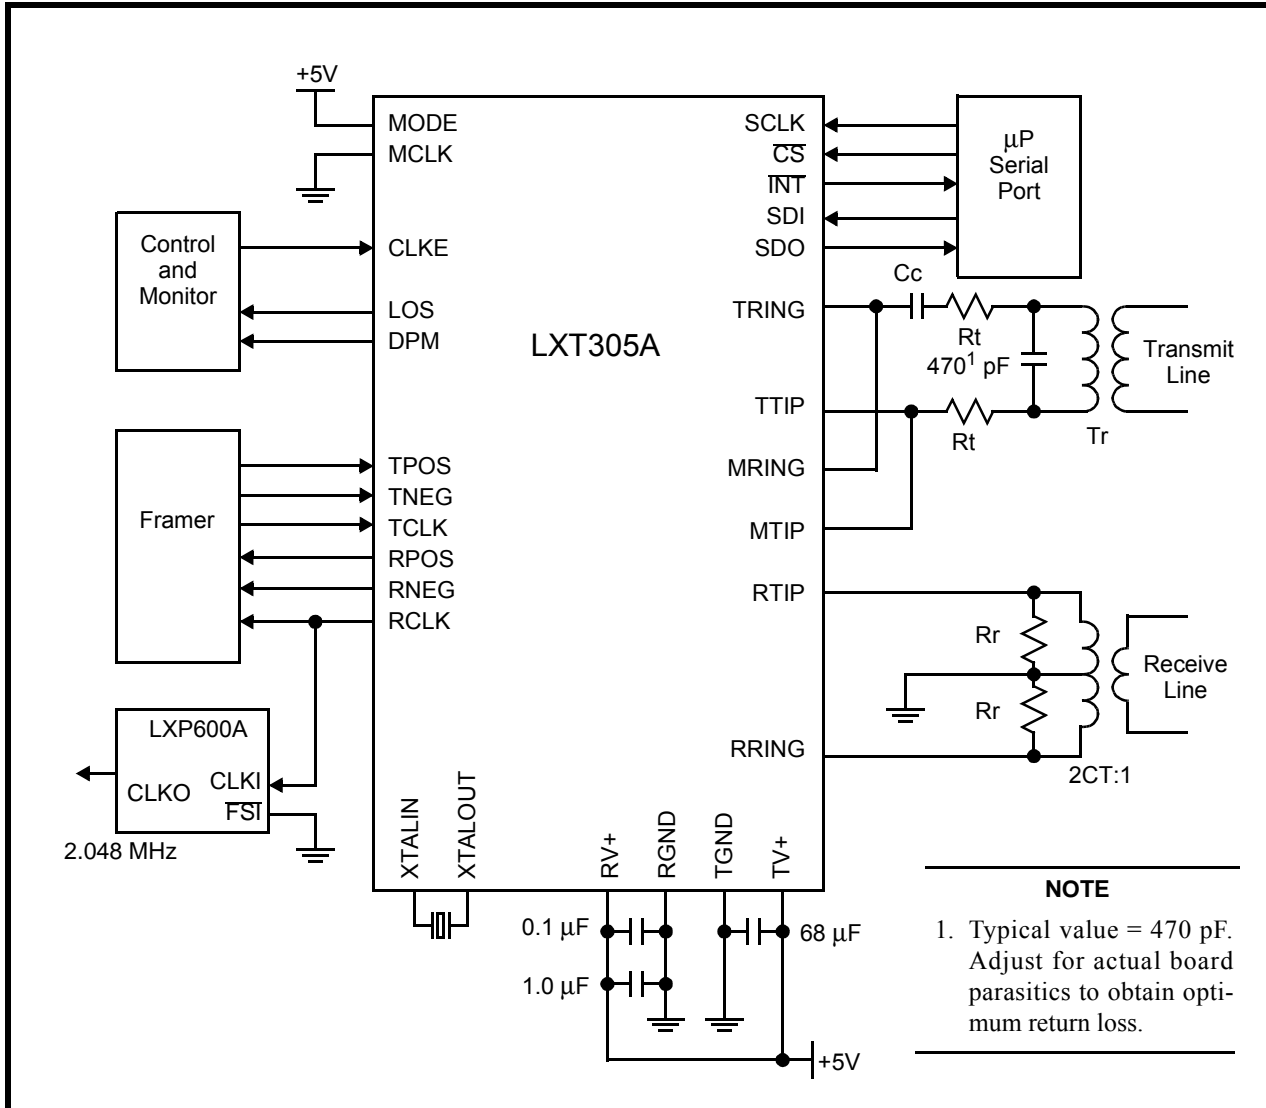 +5V
MODE
MCLK
SCLK
CS
INT
SDI
SDO
μP
Serial
Port
Control
and
Monitor
CLKE
LOS
DPM
LXT305A
TRING
TTIP
MRING
MTIP
RTIP
RRING
Cc
Rt
470¹ pF
Rt
Tr
Transmit
Line
Framer
TPOS
TNEG
TCLK
RPOS
RNEG
RCLK
Rr
Rr
2CT:1
Receive
Line
LXP600A
CLKI
CLKO
FSI
2.048 MHz
XTALIN
XTALOUT
RV+
RGND
TGND
TV+
0.1 μF
1.0 μF
68 μF
+5V
NOTE
1. Typical value = 470 pF.
Adjust for actual board
parasitics to obtain opti-
mum return loss.